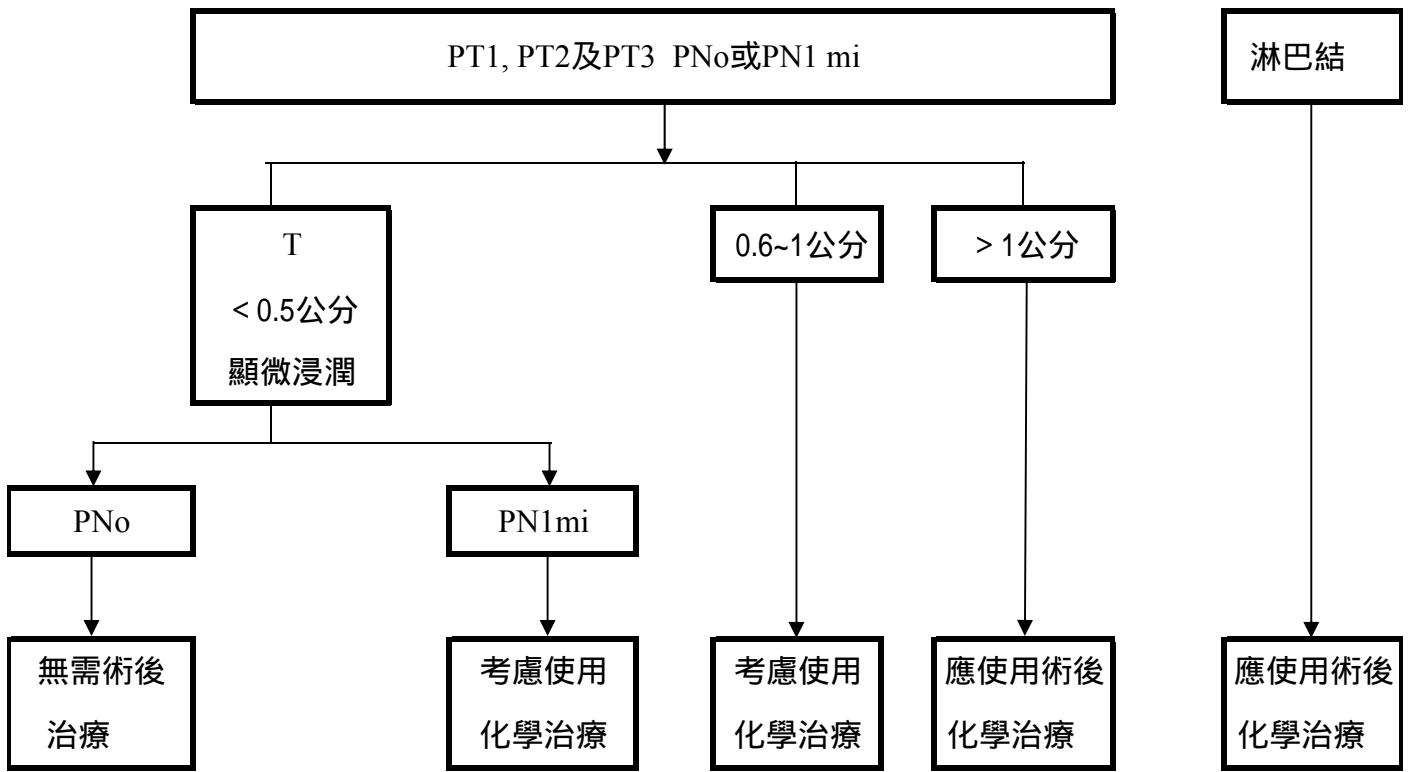 PT1, PT2及PT3 PNo或PN1 mi
淋巴結
T
< 0.5公分
顯微浸潤
0.6~1公分
> 1公分
PNo
PN1mi
無需術後
治療
考慮使用
化學治療
考慮使用
化學治療
應使用術後
化學治療
應使用術後
化學治療